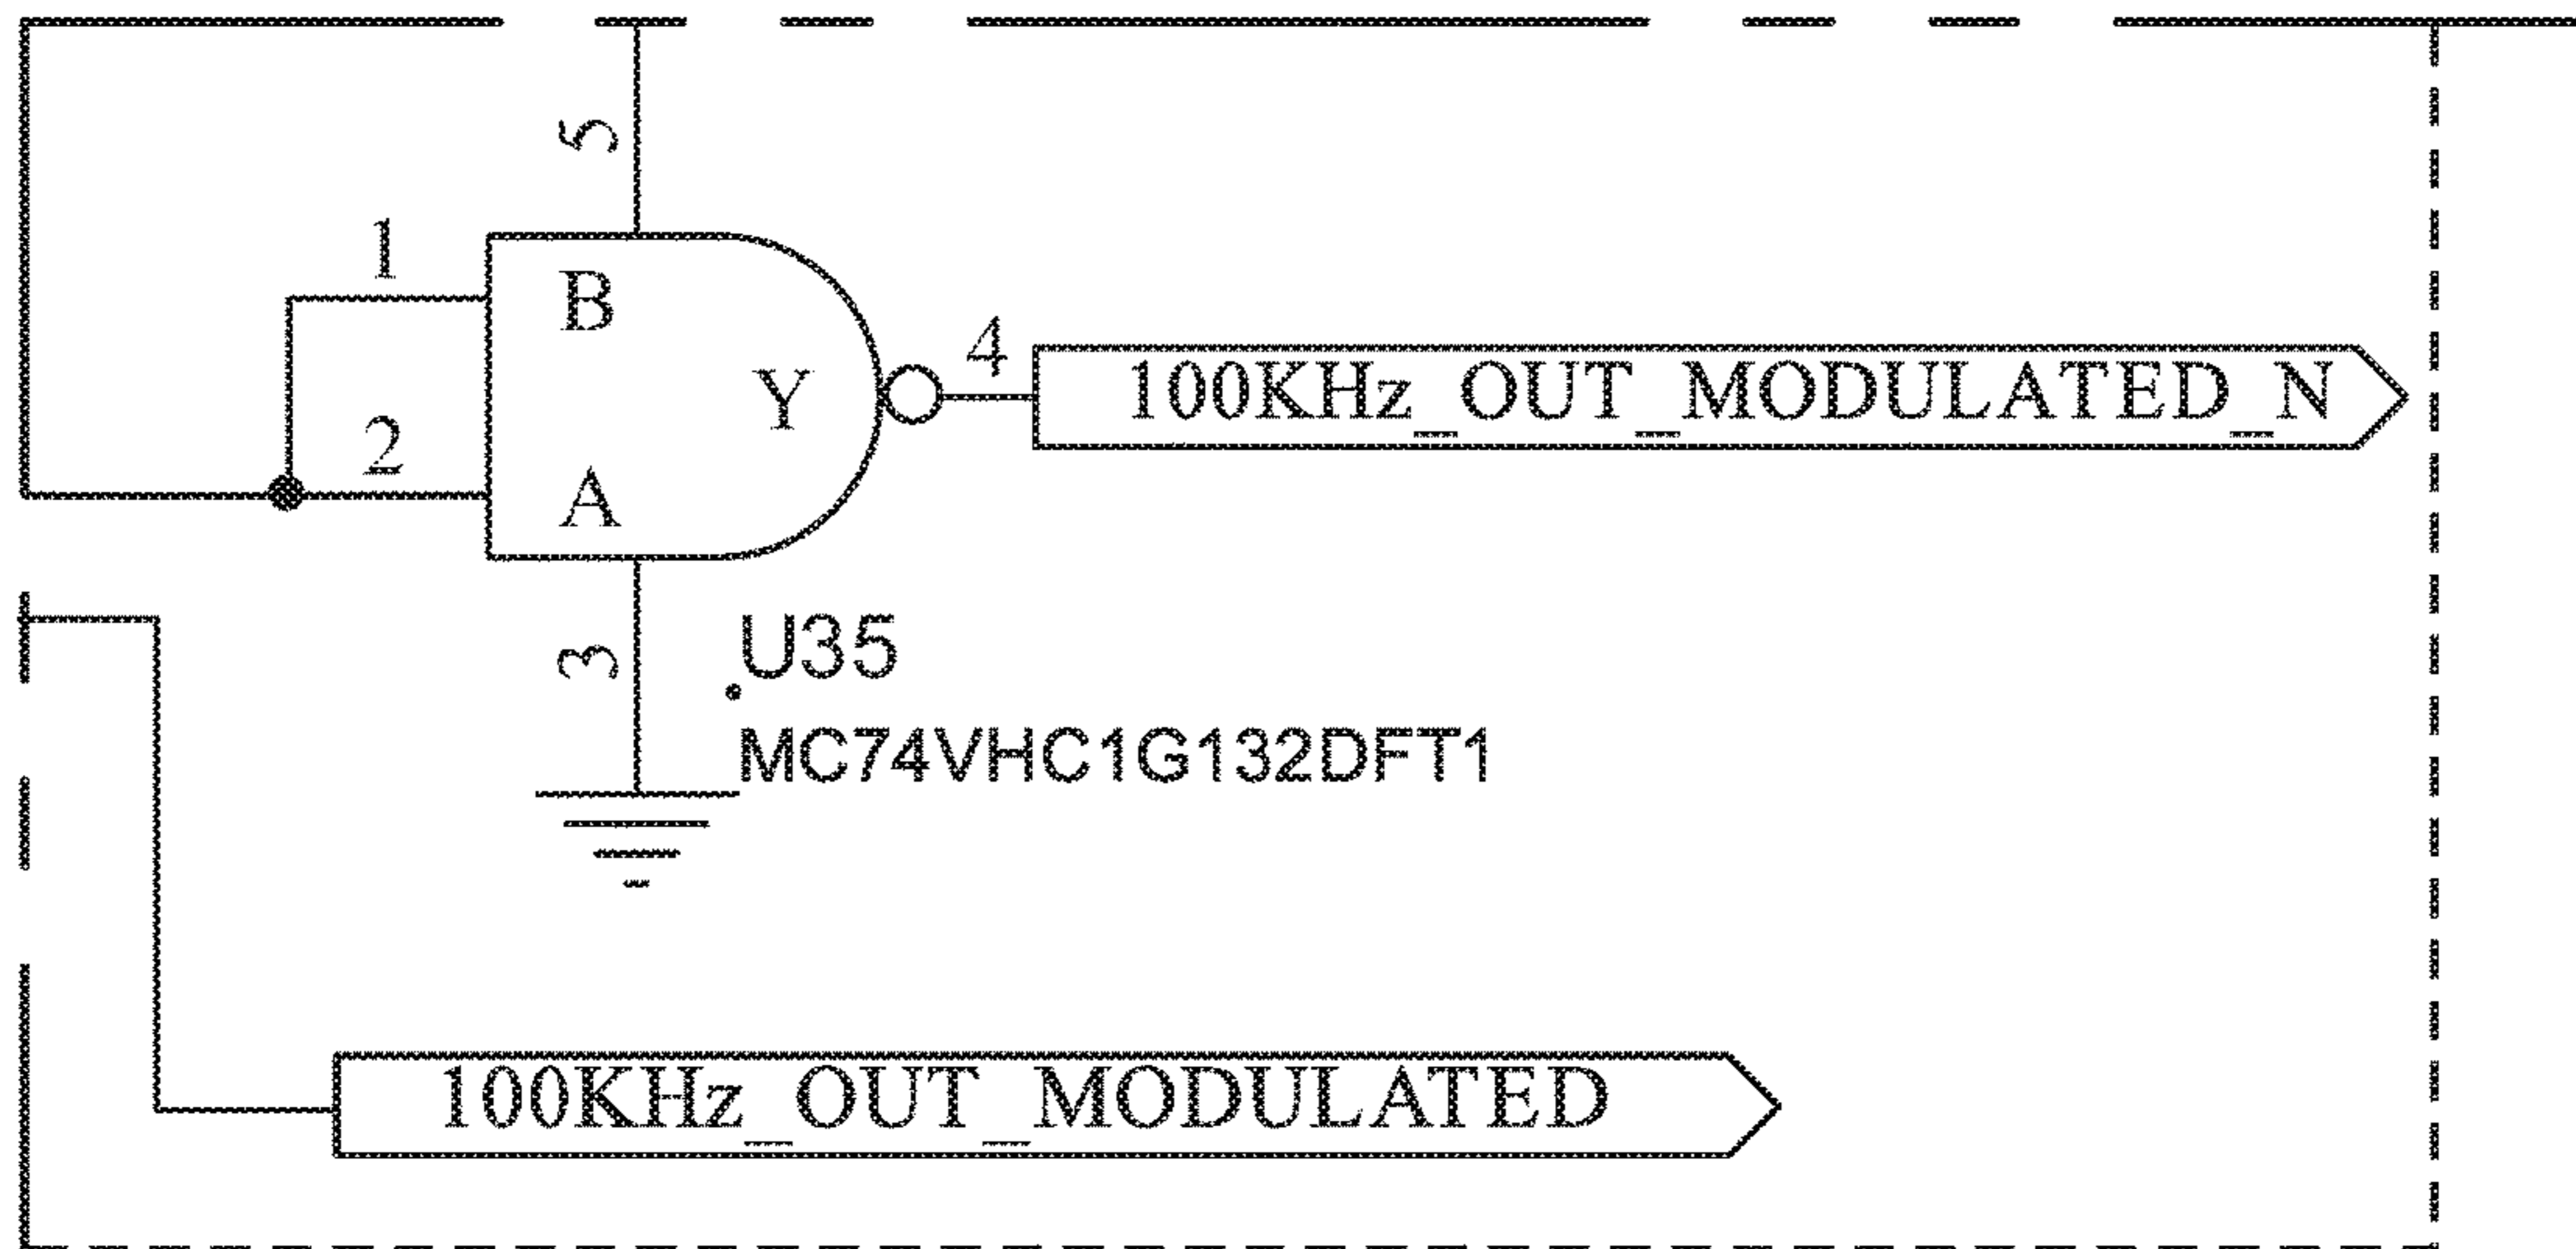 5
1
B
4
Y
100KHz_OUT_MODULATED_N
2
A
3
U35
MC74VHC1G132DFT1
100KHz_OUT_MODULATED